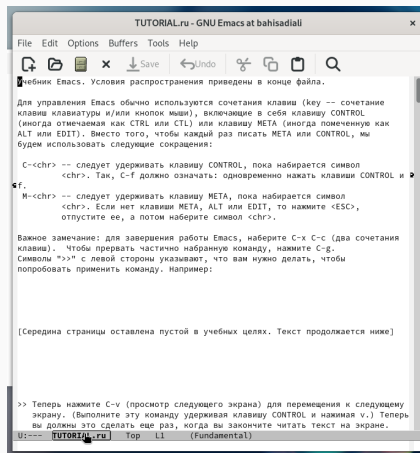 TUTORIAL.ru - GNU Emacs at bahisadiali
File Edit Options Buffers Tools Help
Save Undo
Учебник Emacs. Условия распространения приведены в конце файла.
Для управления Emacs обычно используются сочетания клавиш (key -- сочетание
клавиш клавиатуры и/или кнопок мыши), включающие в себя клавишу CONTROL
(иногда отмечаемая как CTRL или CTL) или клавишу META (иногда помеченную как
ALT или EDIT). Вместо того, чтобы каждый раз писать META или CONTROL, мы
будем использовать следующие сокращения:
C-<chr> -- следует удерживать клавишу CONTROL, пока набирается символ
<chr>. Так, C-f должно означать: одновременно нажать клавиши CONTROL и
f.
M-<chr> -- следует удерживать клавишу META, пока набирается символ
<chr>. Если нет клавиши META, ALT или EDIT, то нажмите <ESC>,
отпустите ее, а потом наберите символ <chr>.
Важное замечание: для завершения работы Emacs, наберите C-x C-c (два сочетания
клавиш). Чтобы прервать частично набранную команду, нажмите C-g.
Символы ">>" с левой стороны указывают, что вам нужно делать, чтобы
попробовать применить команду. Например:
[Середина страницы оставлена пустой в учебных целях. Текст продолжается ниже]
>> Теперь нажмите C-v (просмотр следующего экрана) для перемещения к следующему
экрану. (Выполните эту команду удерживая клавишу CONTROL и нажимая v.) Теперь
вы должны это сделать еще раз, когда вы закончите читать текст на экране.
U:--- TUTORIAL.ru Top L1 (Fundamental)